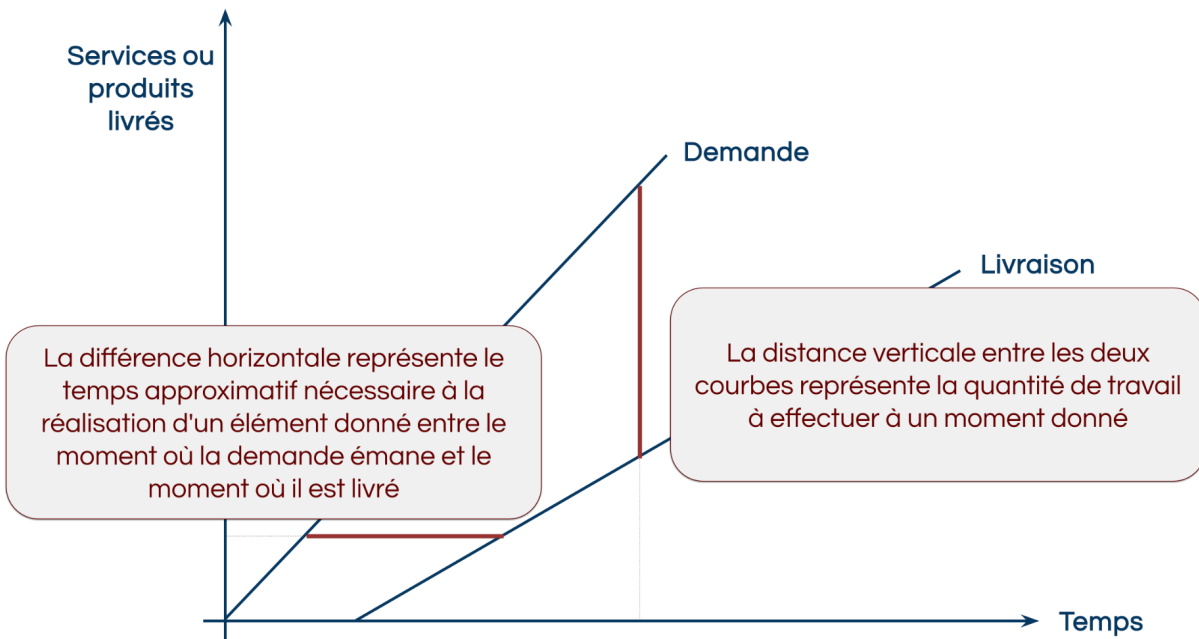 Services ou
produits
livrés
Demande
Livraison
La différence horizontale représente le
temps approximatif nécessaire à la
réalisation d'un élément donné entre le
moment où la demande émane et le
moment où il est livré
La distance verticale entre les deux
courbes représente la quantité de travail
à effectuer à un moment donné
Temps